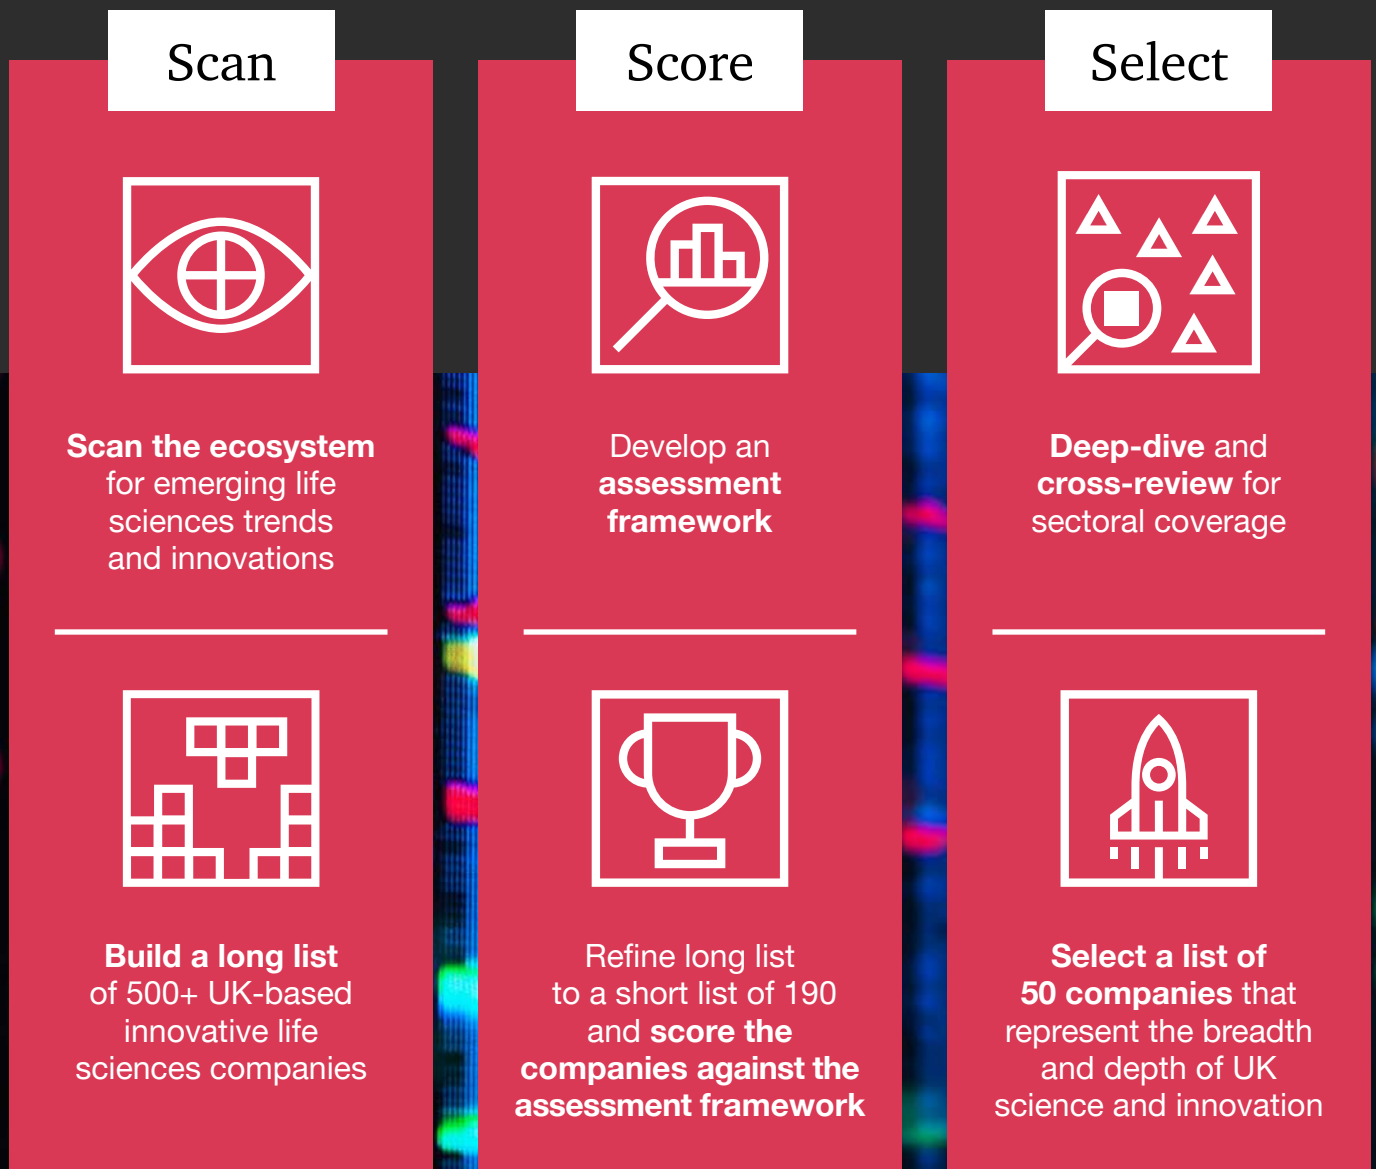 Scan
Scan the ecosystem
for emerging life
sciences trends
and innovations
Build a long list
of 500+ UK-based
innovative life
sciences companies
Score
Develop an
assessment
framework
Refine long list
to a short list of 190
and score the
companies against the
assessment framework
Select
Deep-dive and
cross-review for
sectoral coverage
Select a list of
50 companies that
represent the breadth
and depth of UK
science and innovation